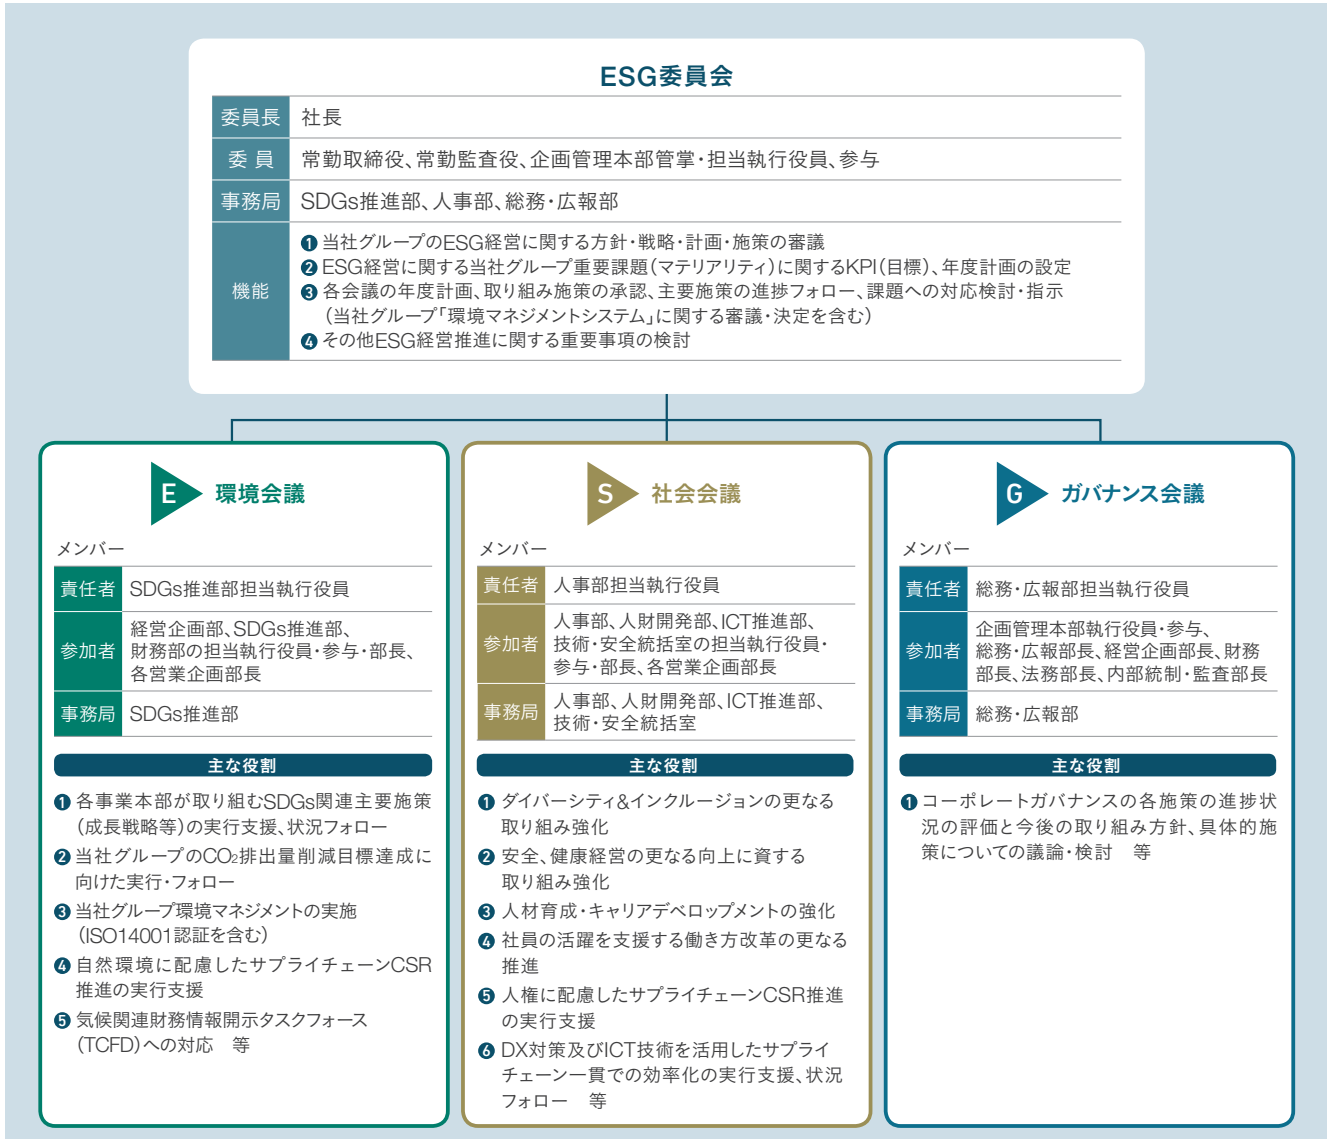 ESG委員会
委員長 社長
委 員 常勤取締役、常勤監査役、企画管理本部管掌・担当執行役員、参与
事務局 SDGs推進部、人事部、総務・広報部
機能
❶ 当社グループのESG経営に関する方針・戦略・計画・施策の審議
❷ ESG経営に関する当社グループ重要課題（マテリアリティ）に関するKPI（目標）、年度計画の設定
❸ 各会議の年度計画、取り組み施策の承認、主要施策の進捗フォロー、課題への対応検討・指示
（当社グループ「環境マネジメントシステム」に関する審議・決定を含む）
❹ その他ESG経営推進に関する重要事項の検討
E 環境会議
メンバー
責任者 SDGs推進部担当執行役員
参加者
経営企画部、SDGs推進部、
財務部の担当執行役員・参与・部長、
各営業企画部長
事務局 SDGs推進部
主な役割
❶ 各事業本部が取り組むSDGs関連主要施策
（成長戦略等）の実行支援、状況フォロー
❷ 当社グループのCO₂排出量削減目標達成に
向けた実行・フォロー
❸ 当社グループ環境マネジメントの実施
（ISO14001認証を含む）
❹ 自然環境に配慮したサプライチェーンCSR
推進の実行支援
❺ 気候関連財務情報開示タスクフォース
（TCFD）への対応　等
S 社会会議
メンバー
責任者 人事部担当執行役員
参加者
人事部、人財開発部、ICT推進部、
技術・安全統括室の担当執行役員・
参与・部長、各営業企画部長
事務局
人事部、人財開発部、ICT推進部、
技術・安全統括室
主な役割
❶ ダイバーシティ&インクルージョンの更なる
取り組み強化
❷ 安全、健康経営の更なる向上に資する
取り組み強化
❸ 人材育成・キャリアデベロップメントの強化
❹ 社員の活躍を支援する働き方改革の更なる
推進
❺ 人権に配慮したサプライチェーンCSR推進
の実行支援
❻ DX対策及びICT技術を活用したサプライ
チェーン一貫での効率化の実行支援、状況
フォロー　等
G ガバナンス会議
メンバー
責任者 総務・広報部担当執行役員
参加者
企画管理本部執行役員・参与、
総務・広報部長、経営企画部長、財務
部長、法務部長、内部統制・監査部長
事務局 総務・広報部
主な役割
❶ コーポレートガバナンスの各施策の進捗状
況の評価と今後の取り組み方針、具体的施
策についての議論・検討　等